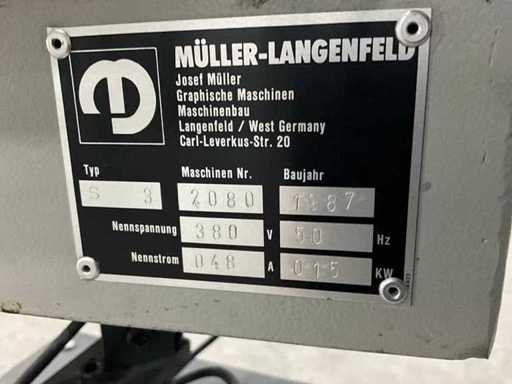 MÜLLER-LANGENFELD
Josef Müller
Graphische Maschinen
Maschinenbau
Langenfeld / West Germany
Carl-Leverkus-Str. 20
Typ Maschinen Nr. Baujahr
S 3 2080 1987
Nennspannung 380 V 50 Hz
Nennstrom 048 A 015 KW